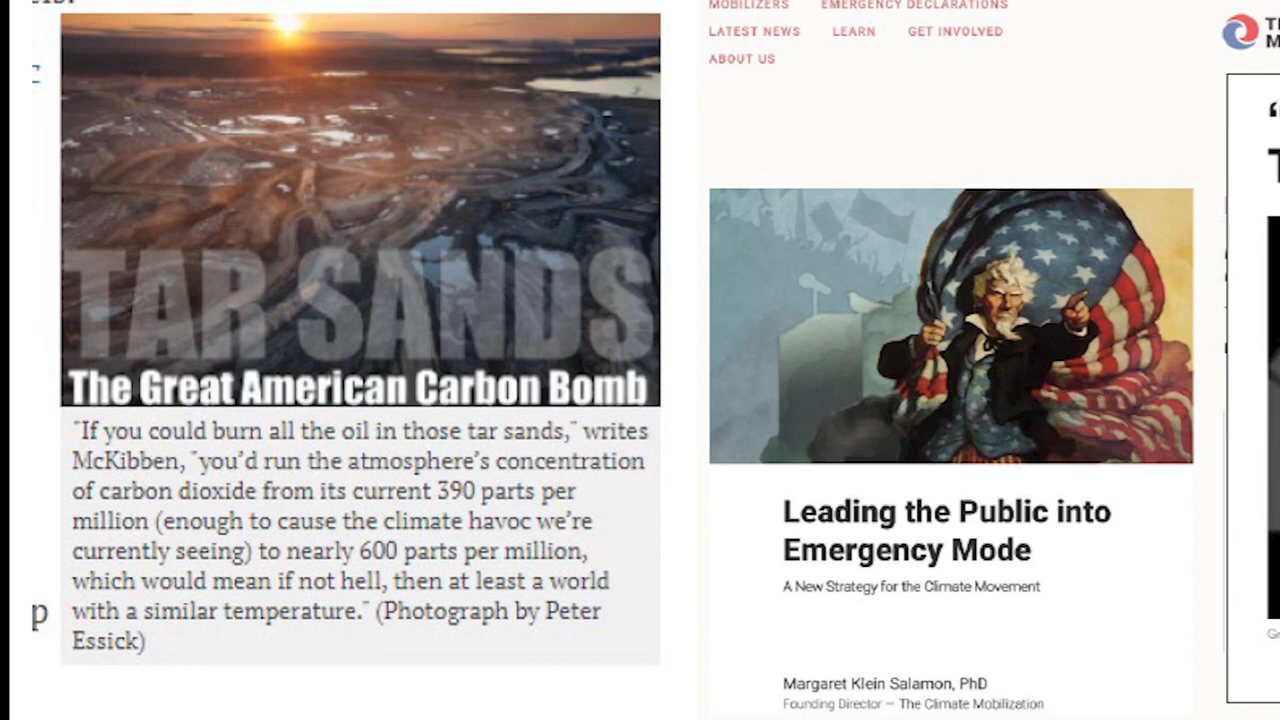 TAR SANDS
The Great American Carbon Bomb
"If you could burn all the oil in those tar sands," writes
McKibben, "you'd run the atmosphere's concentration
of carbon dioxide from its current 390 parts per
million (enough to cause the climate havoc we're
currently seeing) to nearly 600 parts per million,
which would mean if not hell, then at least a world
with a similar temperature." (Photograph by Peter
Essick)
p
MOBILIZERS EMERGENCY DECLARATIONS
LATEST NEWS LEARN GET INVOLVED
ABOUT US
Leading the Public into
Emergency Mode
A New Strategy for the Climate Movement
Margaret Klein Salamon, PhD
Founding Director – The Climate Mobilization